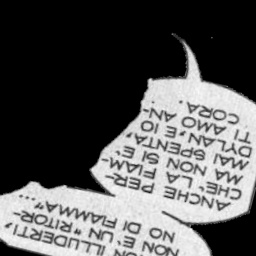 ILLUDERTI,
NON È UN "RITOR-
NO DI FIAMMA"...
ANCHE PER-
CHÉ LA FIAM-
MA NON SI È
MAI SPENTA,
DYLAN, E IO
TI AMO AN-
CORA.